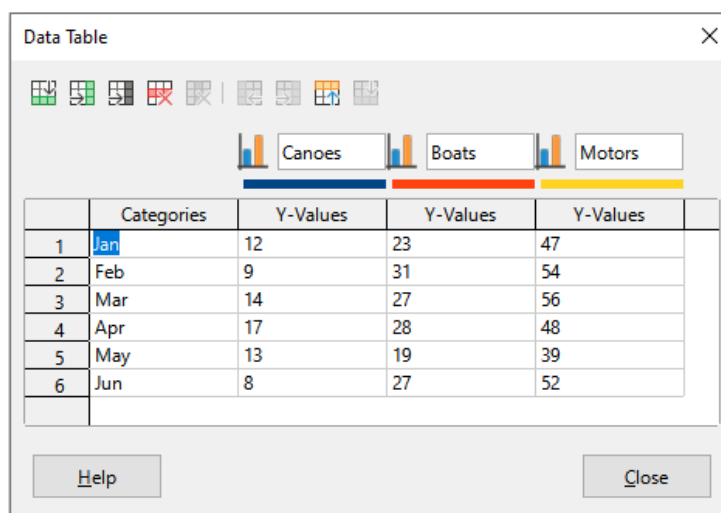 Data Table
Canoes Boats Motors
Categories Y-Values Y-Values Y-Values
1 Jan 12 23 47
2 Feb 9 31 54
3 Mar 14 27 56
4 Apr 17 28 48
5 May 13 19 39
6 Jun 8 27 52
Help Close